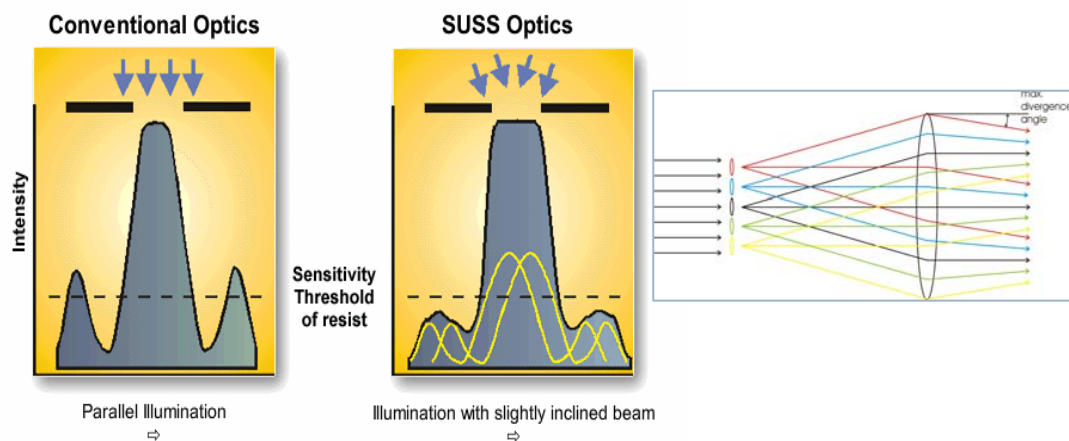 Conventional Optics
SUSS Optics
Intensity
Sensitivity
Threshold
of resist
Parallel Illumination
⇨
Illumination with slightly inclined beam
⇨
max.
divergence
angle